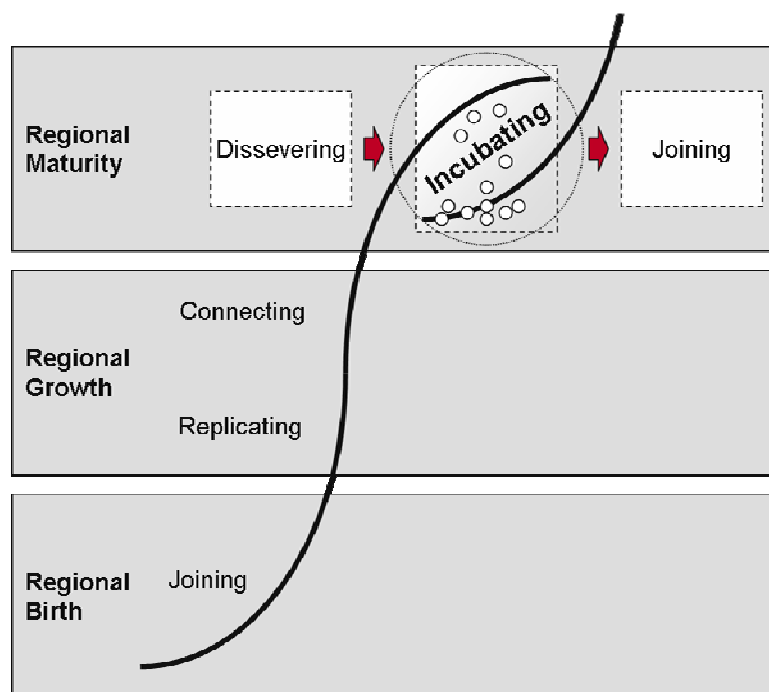 Regional
Maturity
Dissevering
Incubating
Joining
Connecting
Regional
Growth
Replicating
Joining
Regional
Birth